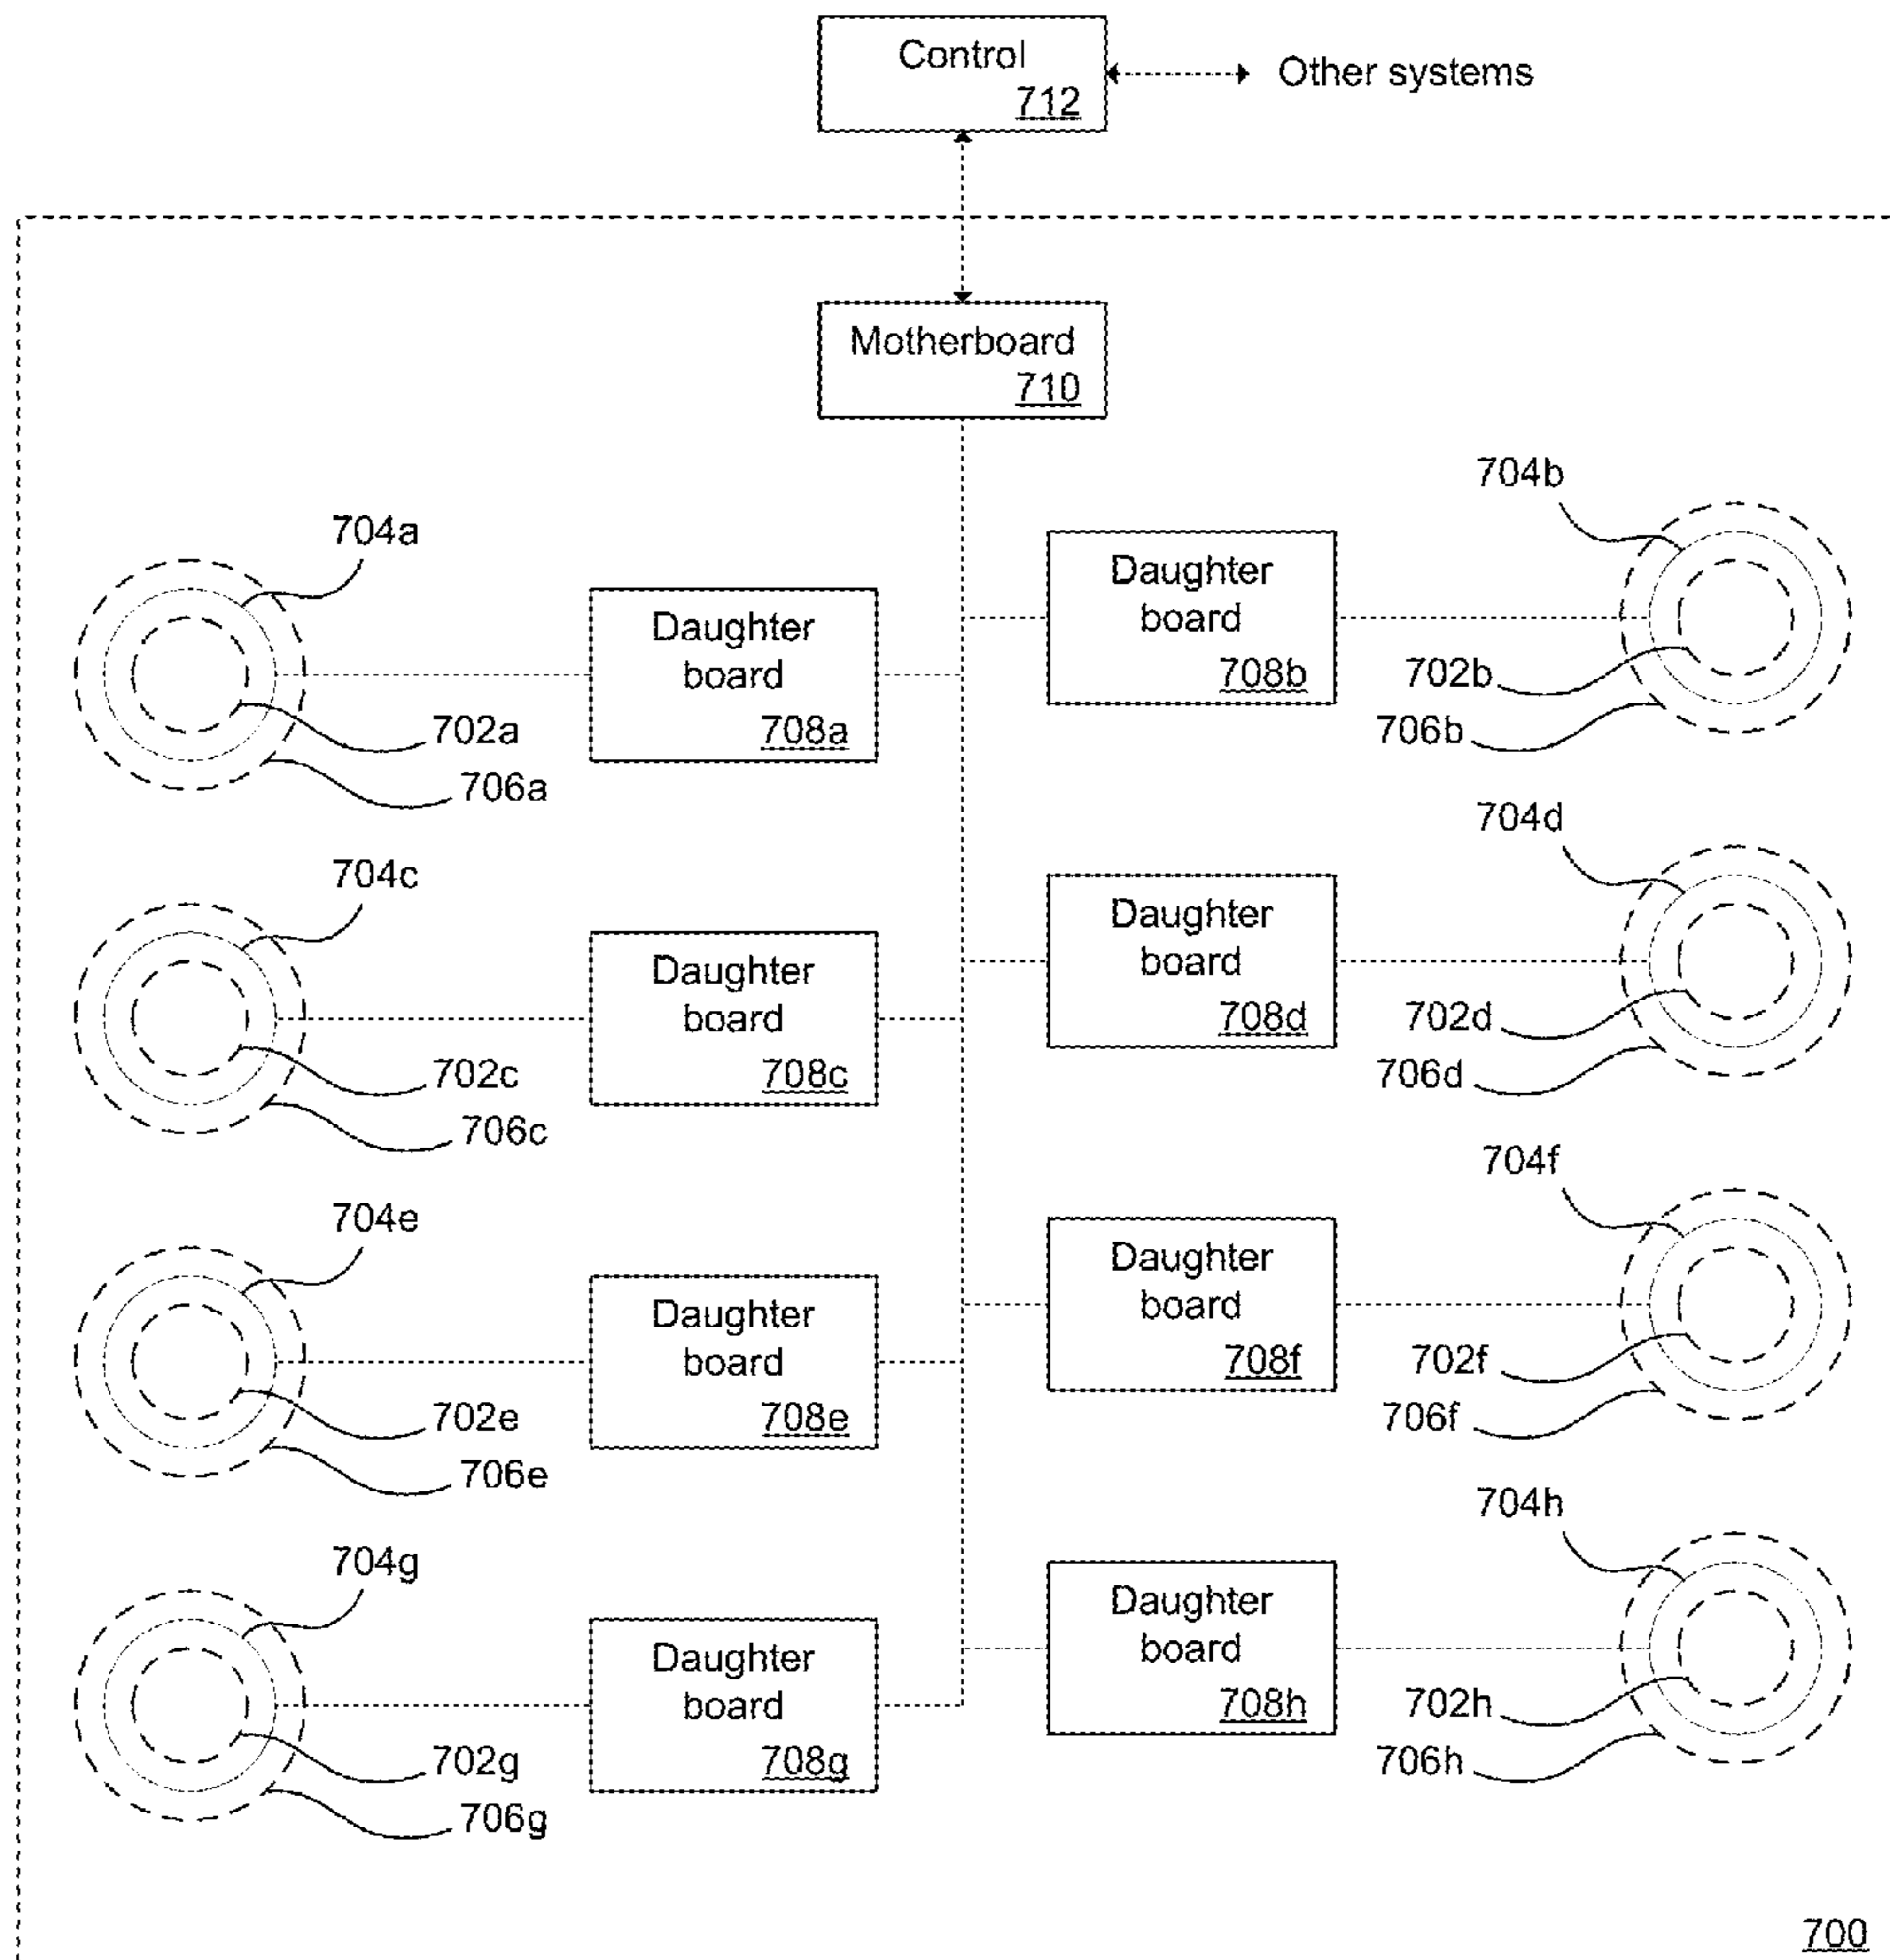 Control
712
Other systems
Motherboard
710
704b
704a
Daughter
board
708b
Daughter
board
708a
702b
706b
702a
706a
704d
704c
Daughter
board
708d
Daughter
board
708c
702d
706d
702c
706c
704f
704e
Daughter
board
708f
Daughter
board
708e
702f
706f
702e
706e
704h
704g
Daughter
board
708h
Daughter
board
708g
702h
706h
702g
706g
700